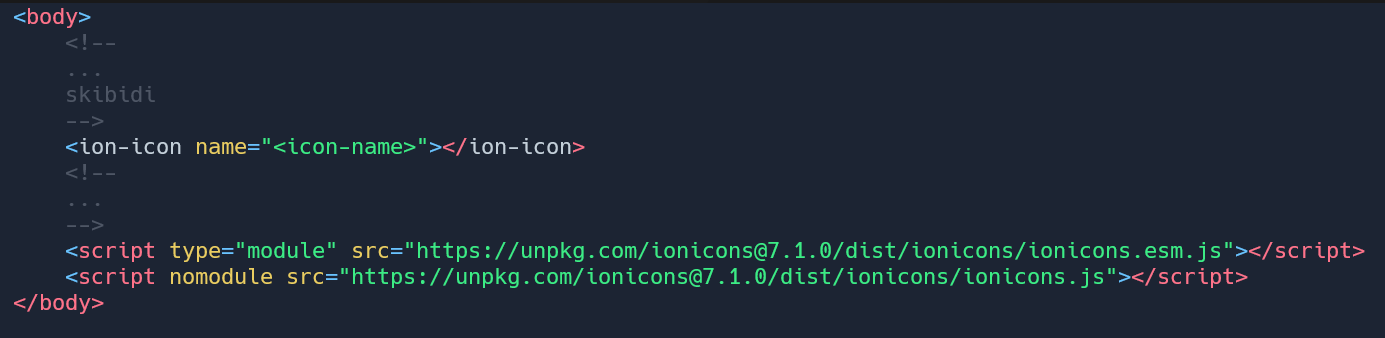 <body>
    <!--
    ...
    skibidi
    -->
    <ion-icon name="<icon-name>"></ion-icon>
    <!--
    ...
    -->
    <script type="module" src="https://unpkg.com/ionicons@7.1.0/dist/ionicons/ionicons.esm.js"></script>
    <script nomodule src="https://unpkg.com/ionicons@7.1.0/dist/ionicons/ionicons.js"></script>
</body>